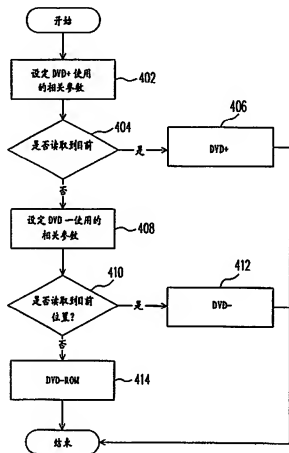 开始
设定 DVD+ 使用
的相关参数
402
404
是否读取到目前
是
406
DVD+
否
设定 DVD 一使用的
相关参数
408
410
是否读取到目前
位置?
是
412
DVD-
否
DVD-ROM
414
结束